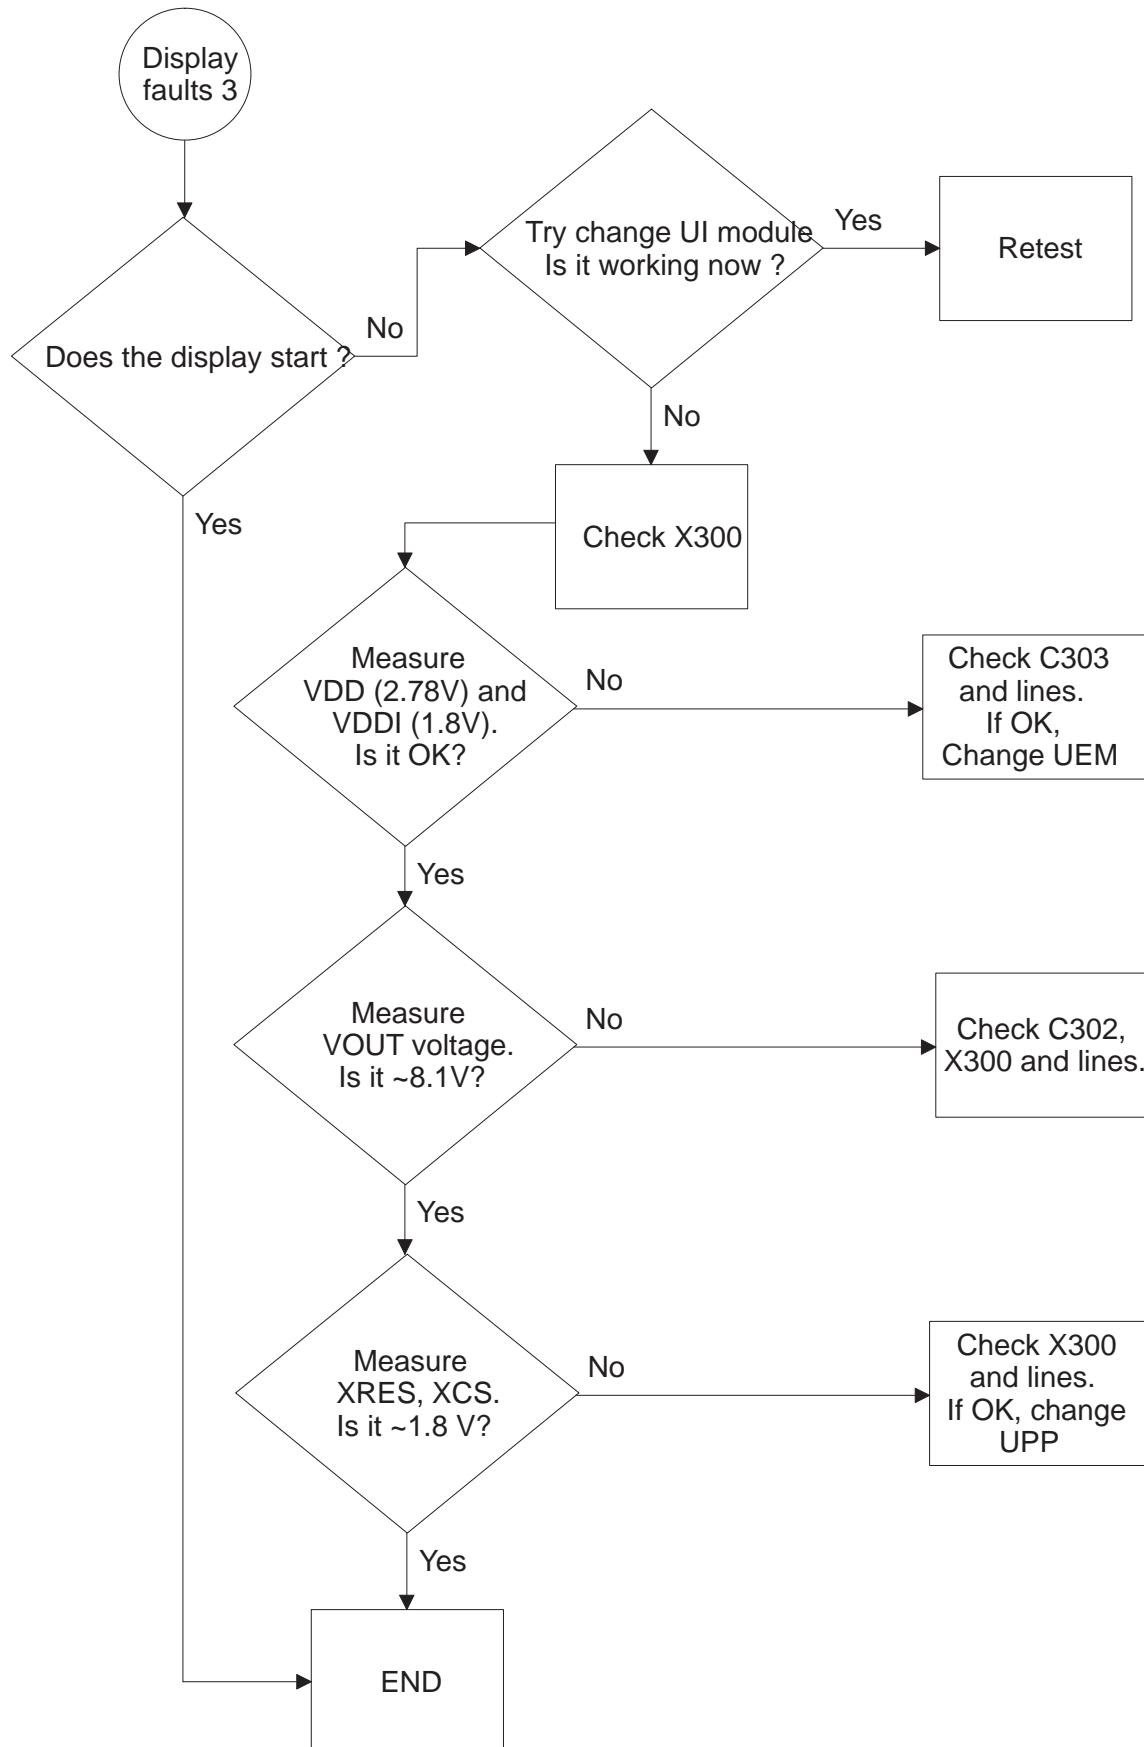 Display
faults 3
Try change UI module
Is it working now ?
Yes
Retest
No
Does the display start ?
No
Yes
Check X300
Measure
VDD (2.78V) and
VDDI (1.8V).
Is it OK?
No
Check C303
and lines.
If OK,
Change UEM
Yes
Measure
VOUT voltage.
Is it ~8.1V?
No
Check C302,
X300 and lines.
Yes
Measure
XRES, XCS.
Is it ~1.8 V?
No
Check X300
and lines.
If OK, change
UPP
Yes
END